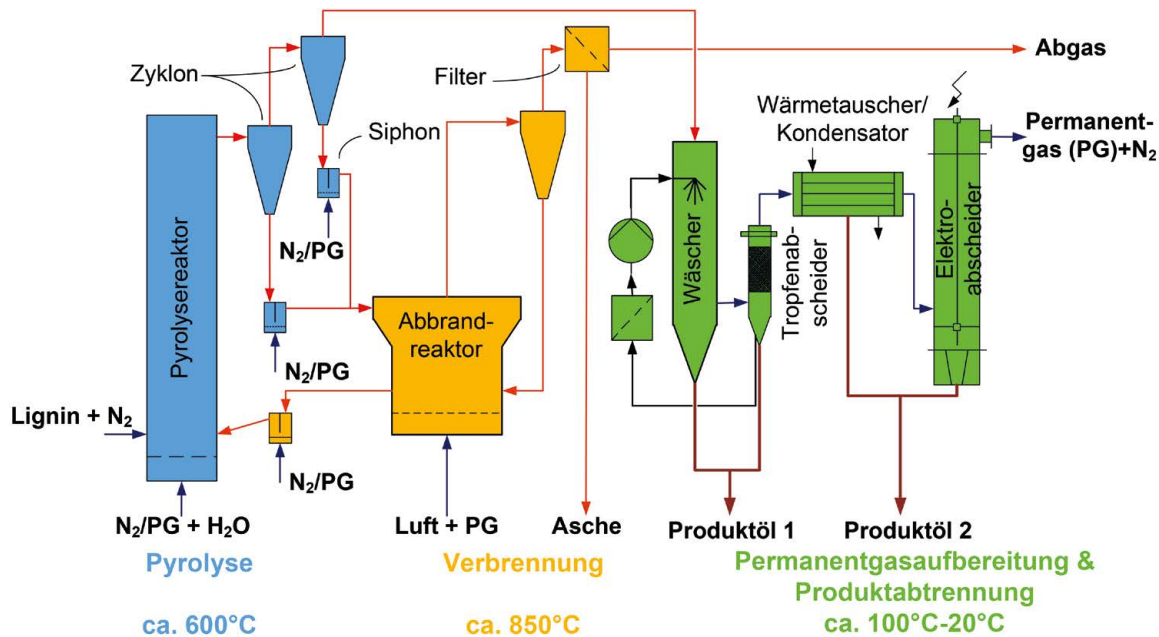 Abgas
Zyklon
Filter
Wärmetauscher/
Kondensator
Permanent-
gas (PG)+N₂
Siphon
N₂/PG
Pyrolysereaktor
Wäscher
Tropfenab-
scheider
Elektro-
abscheider
Abbrand-
reaktor
N₂/PG
Lignin + N₂
N₂/PG
N₂/PG + H₂O
Luft + PG
Asche
Produktöl 1
Produktöl 2
Pyrolyse
Verbrennung
Permanentgasaufbereitung &
Produktabtrennung
ca. 600°C
ca. 850°C
ca. 100°C-20°C